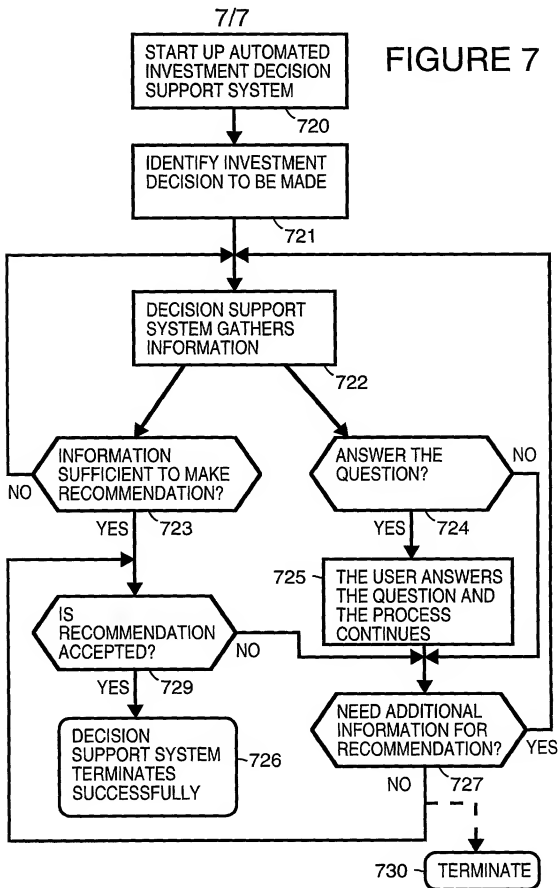 7/7
FIGURE 7
START UP AUTOMATED
INVESTMENT DECISION
SUPPORT SYSTEM
720
IDENTIFY INVESTMENT
DECISION TO BE MADE
721
DECISION SUPPORT
SYSTEM GATHERS
INFORMATION
722
INFORMATION
SUFFICIENT TO MAKE
RECOMMENDATION?
NO
YES
723
ANSWER THE
QUESTION?
NO
YES
724
725
THE USER ANSWERS
THE QUESTION AND
THE PROCESS
CONTINUES
IS
RECOMMENDATION
ACCEPTED?
NO
YES
729
DECISION
SUPPORT SYSTEM
TERMINATES
SUCCESSFULLY
726
NEED ADDITIONAL
INFORMATION FOR
RECOMMENDATION?
YES
727
NO
730
TERMINATE